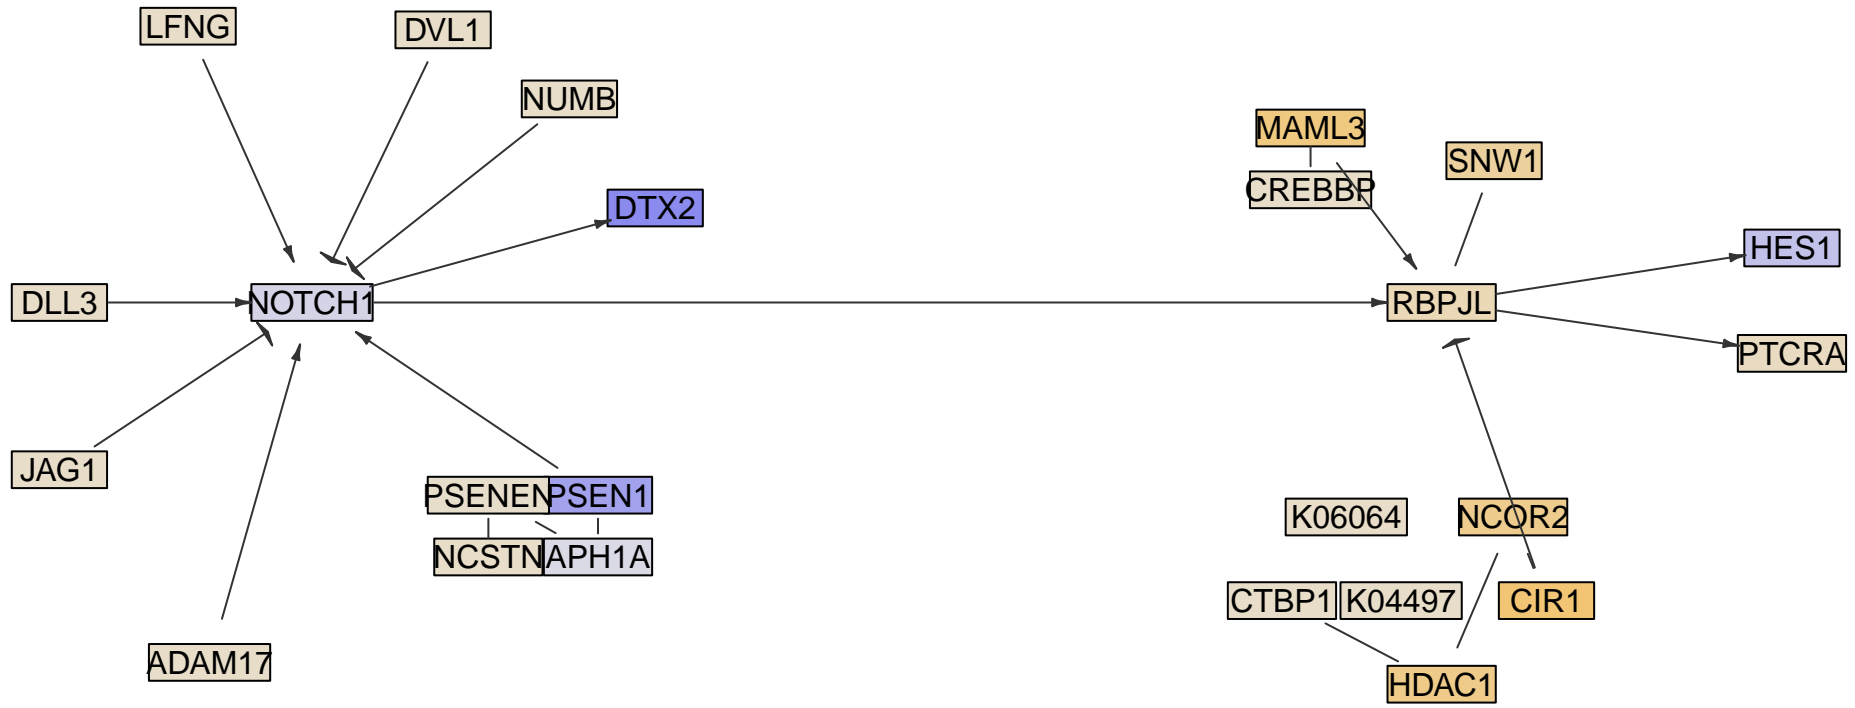 LFNG
DVL1
NUMB
MAML3
SNW1
CREBBP
DTX2
HES1
DLL3
NOTCH1
RBPJL
PTCRA
JAG1
PSENEN
PSEN1
K06064
NCOR2
NCSTN
APH1A
CTBP1
K04497
CIR1
ADAM17
HDAC1